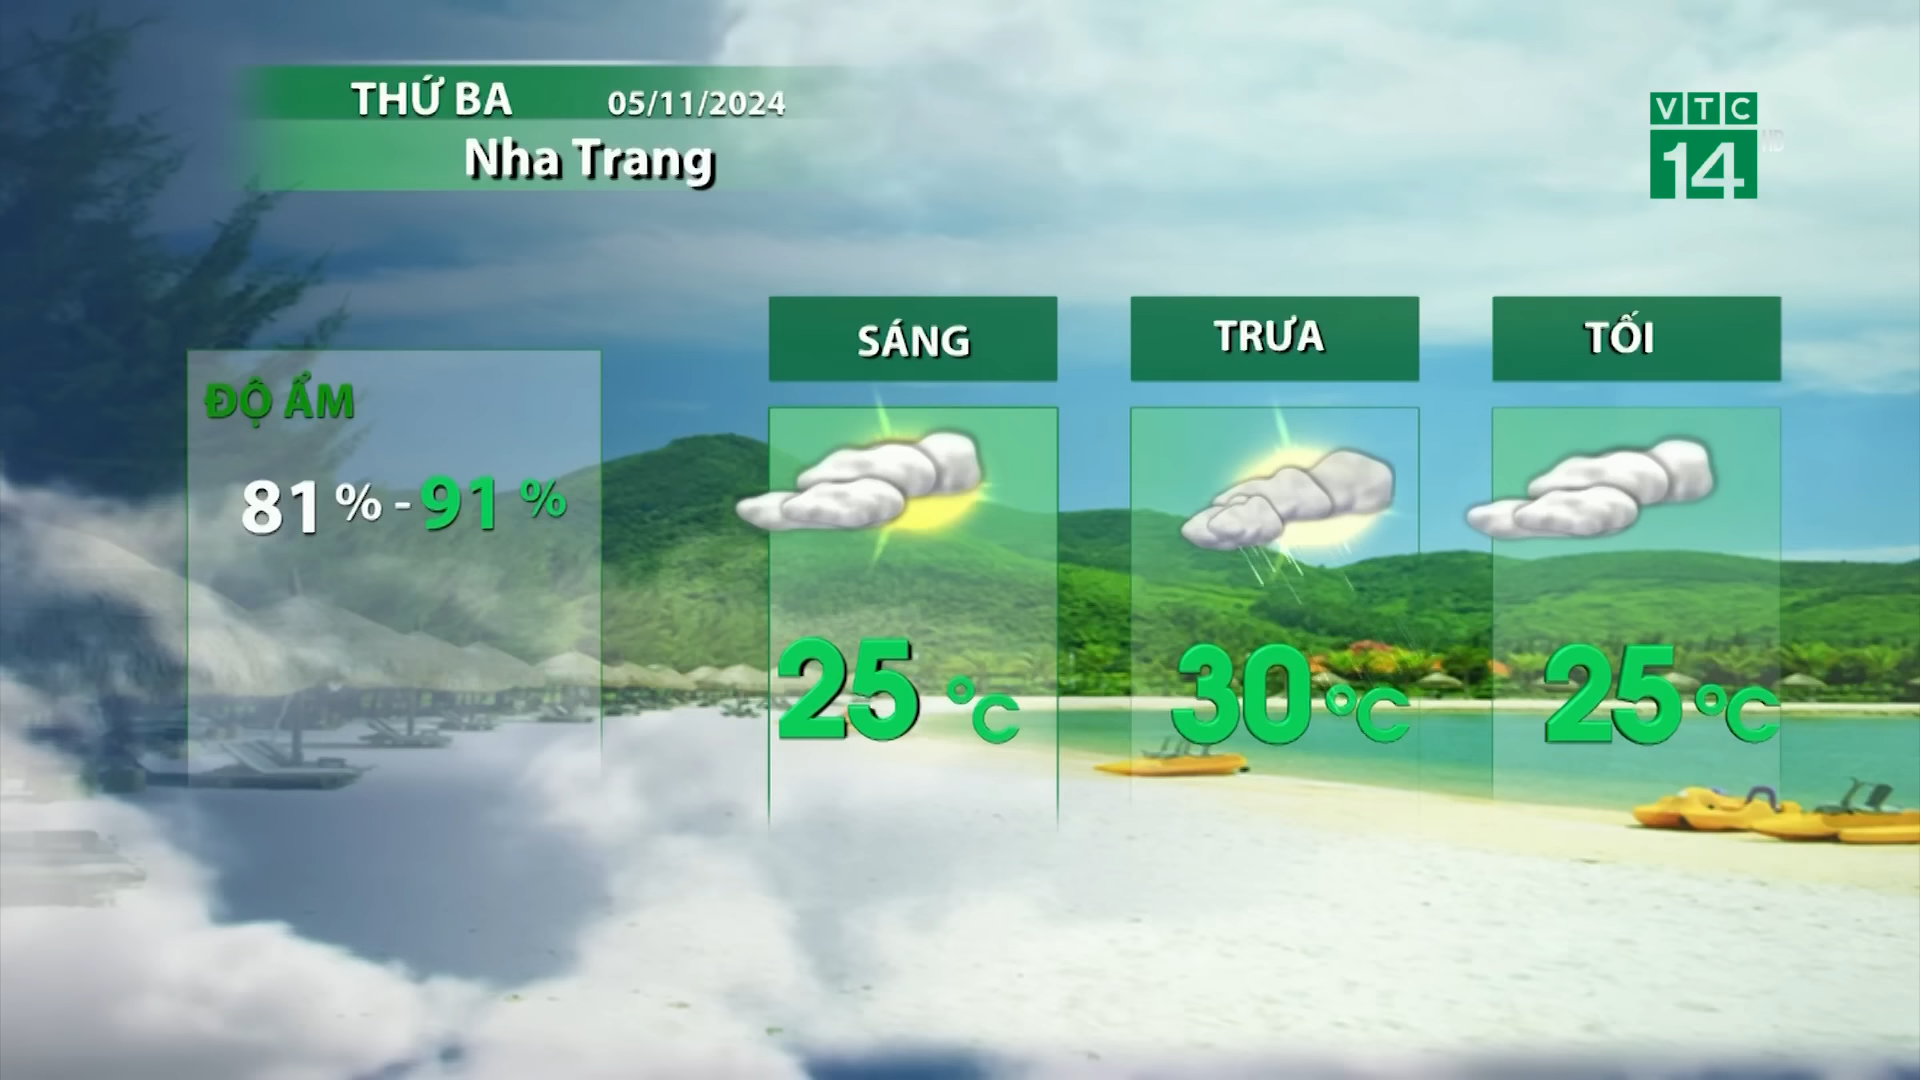 THỨ BA 05/11/2024
Nha Trang
VTC
14 HD
SÁNG TRƯA TỐI
ĐỘ ẨM
81% - 91%
25°C 30°C 25°C